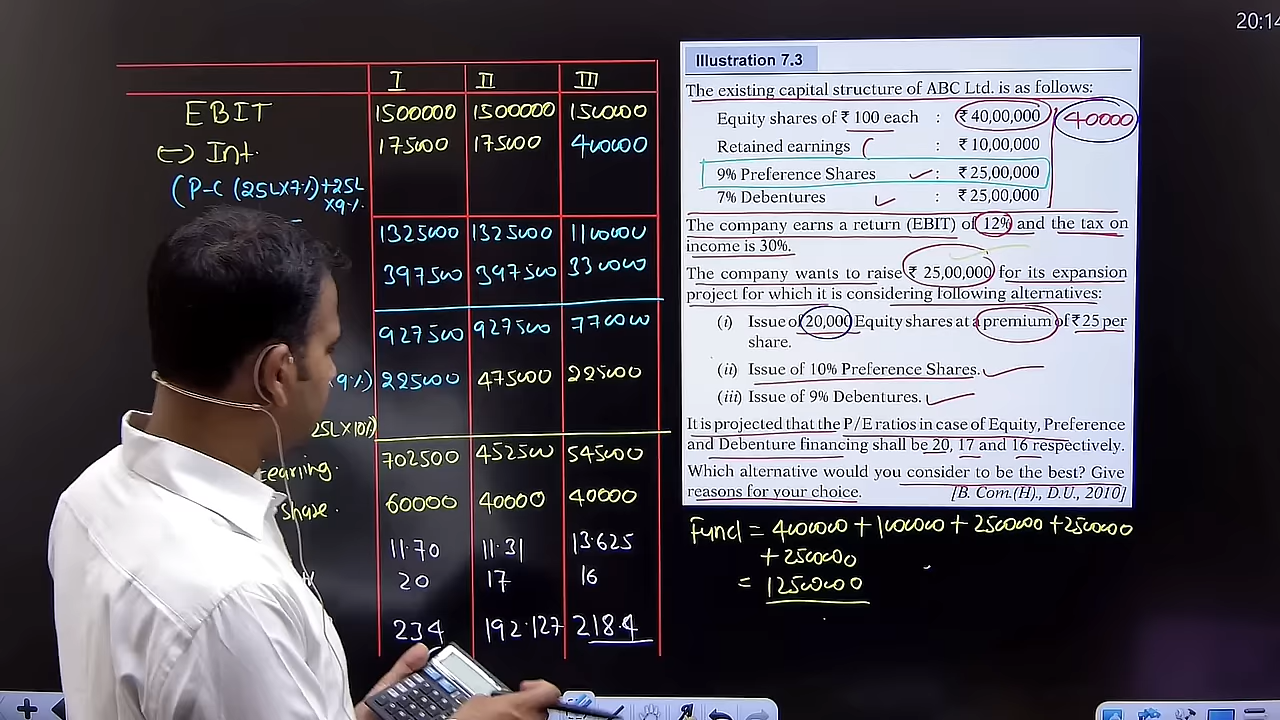 20:14
I II III
EBIT 1500000 1500000 1500000
(-) Int. 175000 175000 400000
(P-C (25L×7%)+25L
×9%
1325000 1325000 1100000
397500 397500 330000
927500 927500 770000
9%) 225000 475000 225000
25L×10%)
Earning. 702500 452500 545000
Share. 60000 40000 40000
11.70 11.31 13.625
20 17 16
234 192.127 218.4
Illustration 7.3
The existing capital structure of ABC Ltd. is as follows:
Equity shares of ₹ 100 each : ₹ 40,00,000 40000
Retained earnings : ₹ 10,00,000
9% Preference Shares : ₹ 25,00,000
7% Debentures : ₹ 25,00,000
The company earns a return (EBIT) of 12% and the tax on
income is 30%.
The company wants to raise ₹ 25,00,000 for its expansion
project for which it is considering following alternatives:
(i) Issue of 20,000 Equity shares at a premium of ₹ 25 per
share.
(ii) Issue of 10% Preference Shares.
(iii) Issue of 9% Debentures.
It is projected that the P/E ratios in case of Equity, Preference
and Debenture financing shall be 20, 17 and 16 respectively.
Which alternative would you consider to be the best? Give
reasons for your choice. [B. Com.(H)., D.U., 2010]
Fund = 4000000 + 1000000 + 2500000 + 2500000
+ 2500000
= 12500000